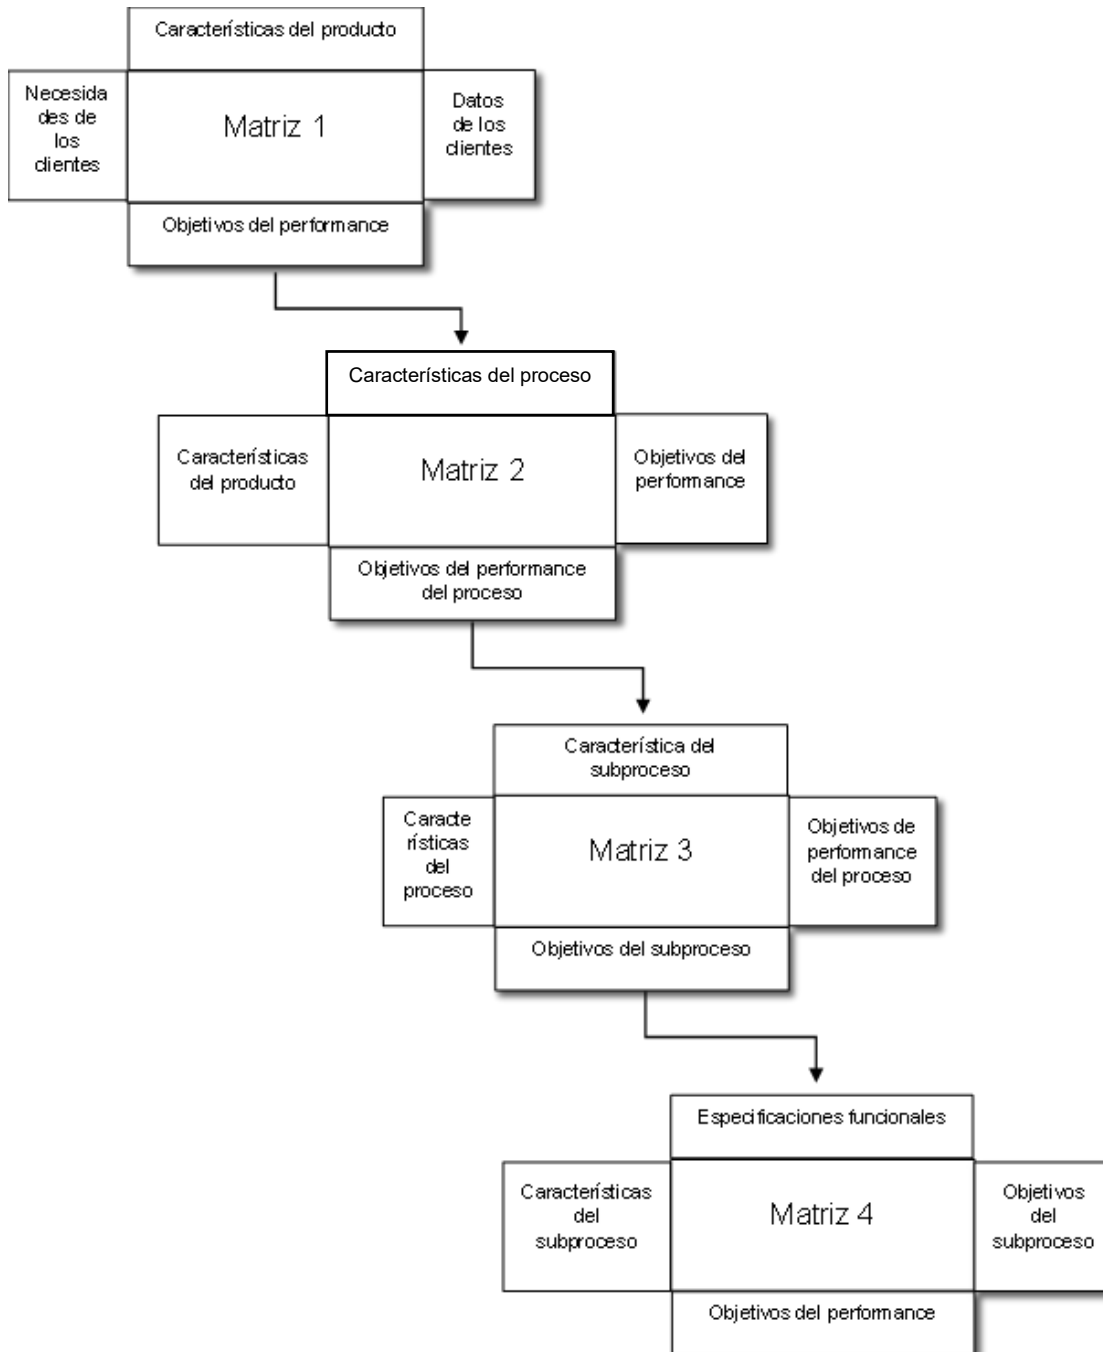 Características del producto
Necesida
des de
los
clientes
Matriz 1
Datos
de los
clientes
Objetivos del performance
Características del proceso
Características
del producto
Matriz 2
Objetivos del
performance
Objetivos del performance
del proceso
Característica del
subproceso
Caracte
rísticas
del
proceso
Matriz 3
Objetivos de
performance
del proceso
Objetivos del subproceso
Especificaciones funcionales
Características
del
subproceso
Matriz 4
Objetivos
del
subproceso
Objetivos del performance